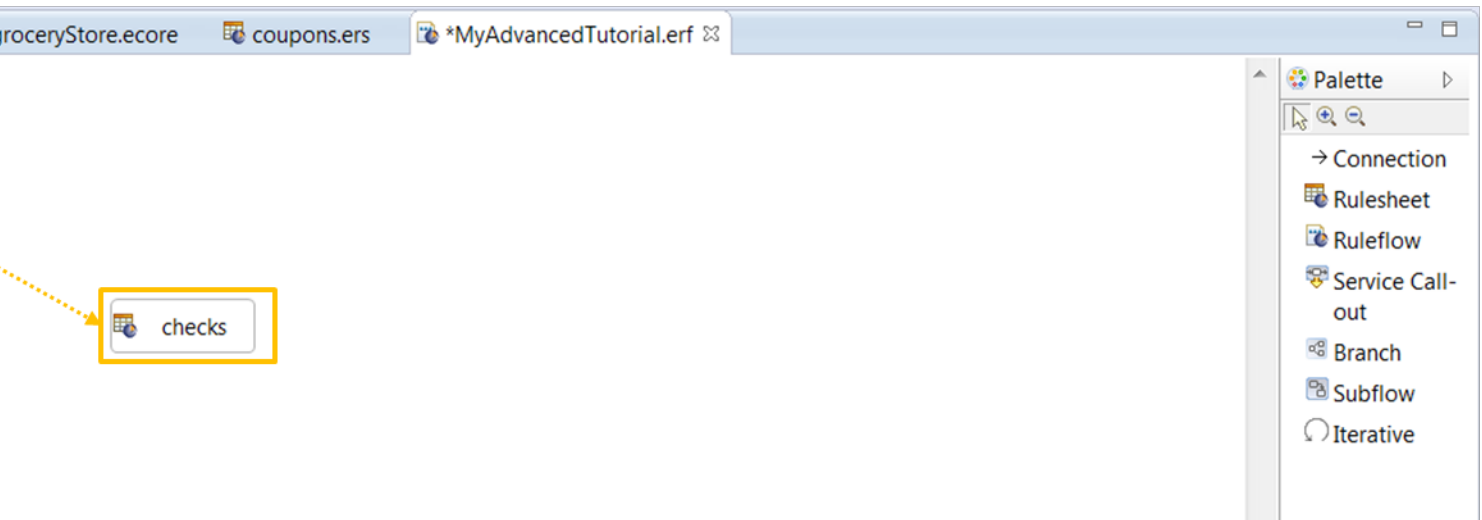 groceryStore.ecore coupons.ers *MyAdvancedTutorial.erf
Palette
Connection
Rulesheet
Ruleflow
Service Call-
out
Branch
Subflow
Iterative
checks